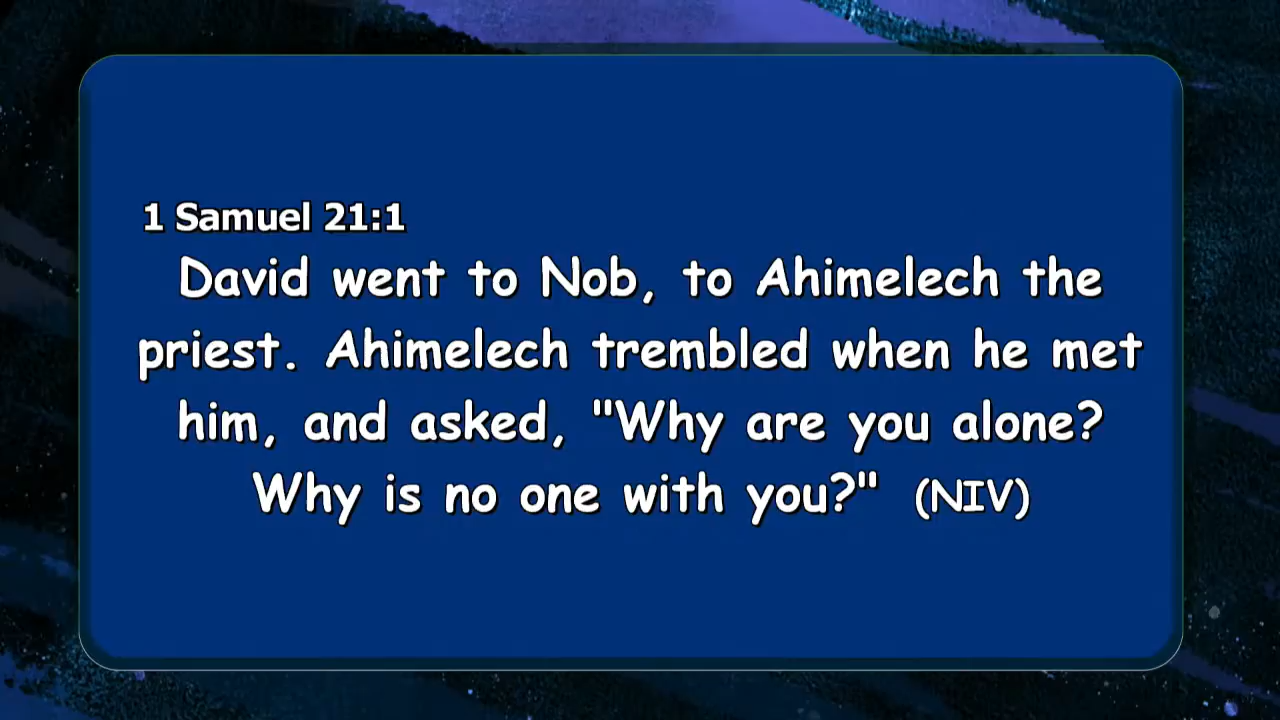 1 Samuel 21:1
David went to Nob, to Ahimelech the
priest. Ahimelech trembled when he met
him, and asked, "Why are you alone?
Why is no one with you?" (NIV)